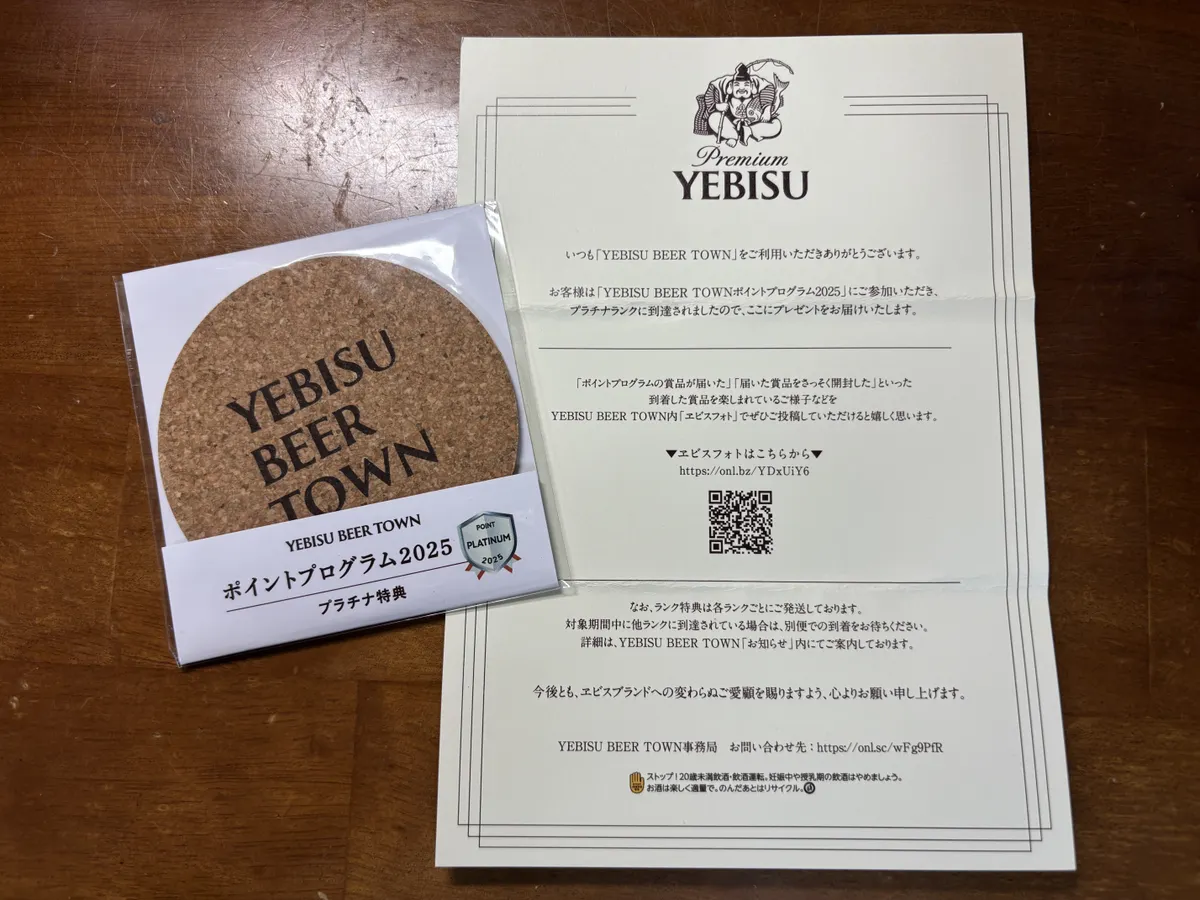 YEBISU
BEER
TOWN
YEBISU BEER TOWN
ポイントプログラム2025
プラチナ特典
POINT
PLATINUM
2025
Premium
YEBISU
いつも「YEBISU BEER TOWN」をご利用いただきありがとうございます。
お客様は「YEBISU BEER TOWNポイントプログラム2025」にご参加いただき、
プラチナランクに到達されましたので、ここにプレゼントをお届けいたします。
「ポイントプログラムの賞品が届いた」「届いた賞品をさっそく開封した」といった
到着した賞品を楽しまれているご様子などを
YEBISU BEER TOWN内「ヱビスフォト」でぜひご投稿していただけると嬉しく思います。
▼ヱビスフォトはこちらから▼
https://onl.bz/YDxUiY6
なお、ランク特典は各ランクごとにご発送しております。
対象期間中に他ランクに到達されている場合は、別便での到着をお待ちください。
詳細は、YEBISU BEER TOWN「お知らせ」内にてご案内しております。
今後とも、ヱビスブランドへの変わらぬご愛顧を賜りますよう、心よりお願い申し上げます。
YEBISU BEER TOWN事務局 お問い合わせ先：https://onl.sc/wFg9PfR
ストップ！20歳未満飲酒・飲酒運転。妊娠中や授乳期の飲酒はやめましょう。
お酒は楽しく適量で。のんだあとはリサイクル。